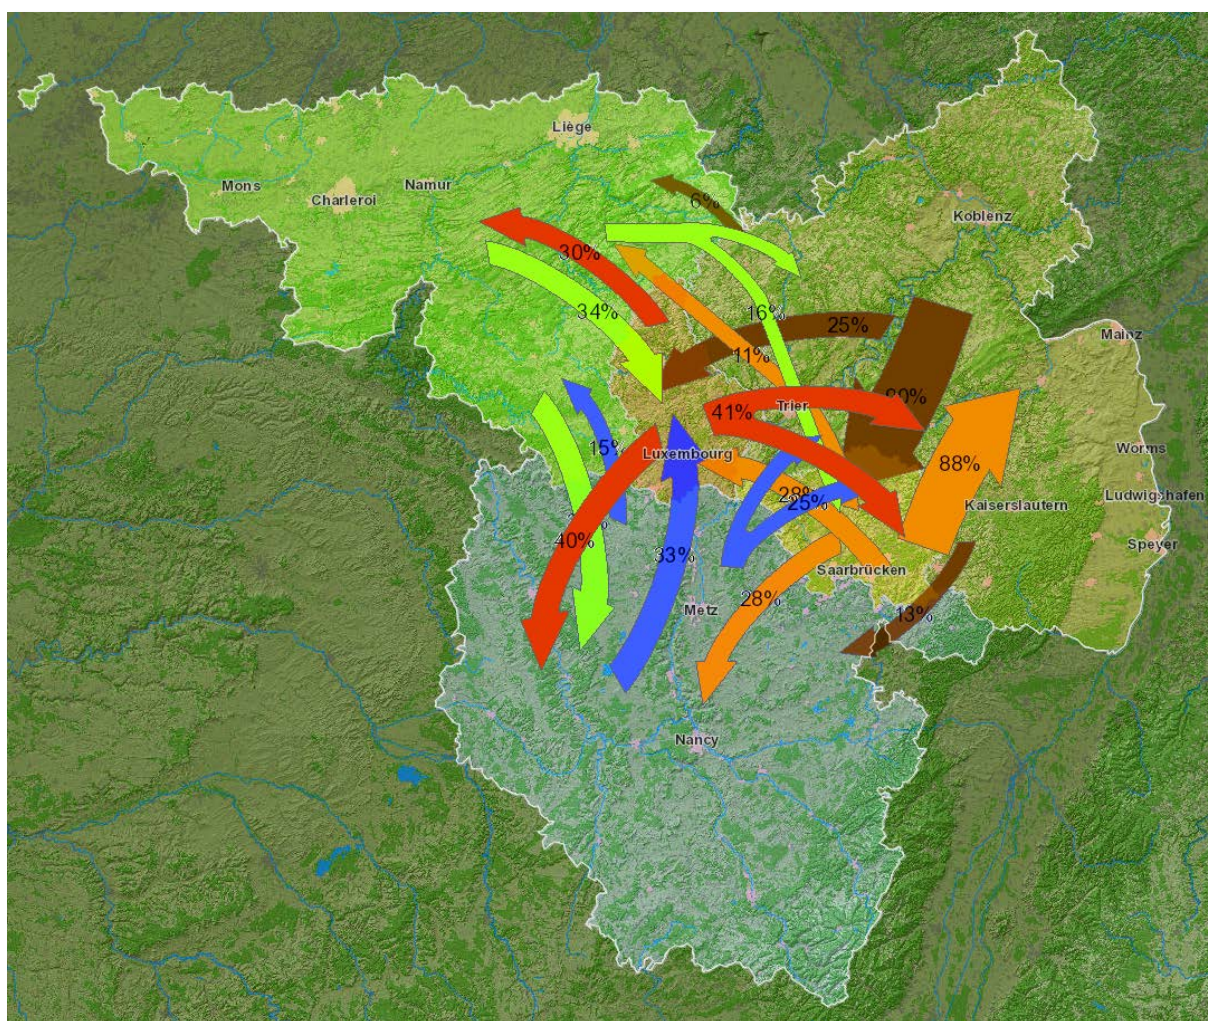 Liège
Mons
Charleroi
Namur
6%
Koblenz
30%
34%
16%
25%
11%
Mainz
41%
Trier
15%
Luxembourg
88%
Worms
28%
25%
Ludwigshafen
Kaiserslautern
40%
33%
Speyer
Saarbrücken
28%
Metz
13%
Nancy